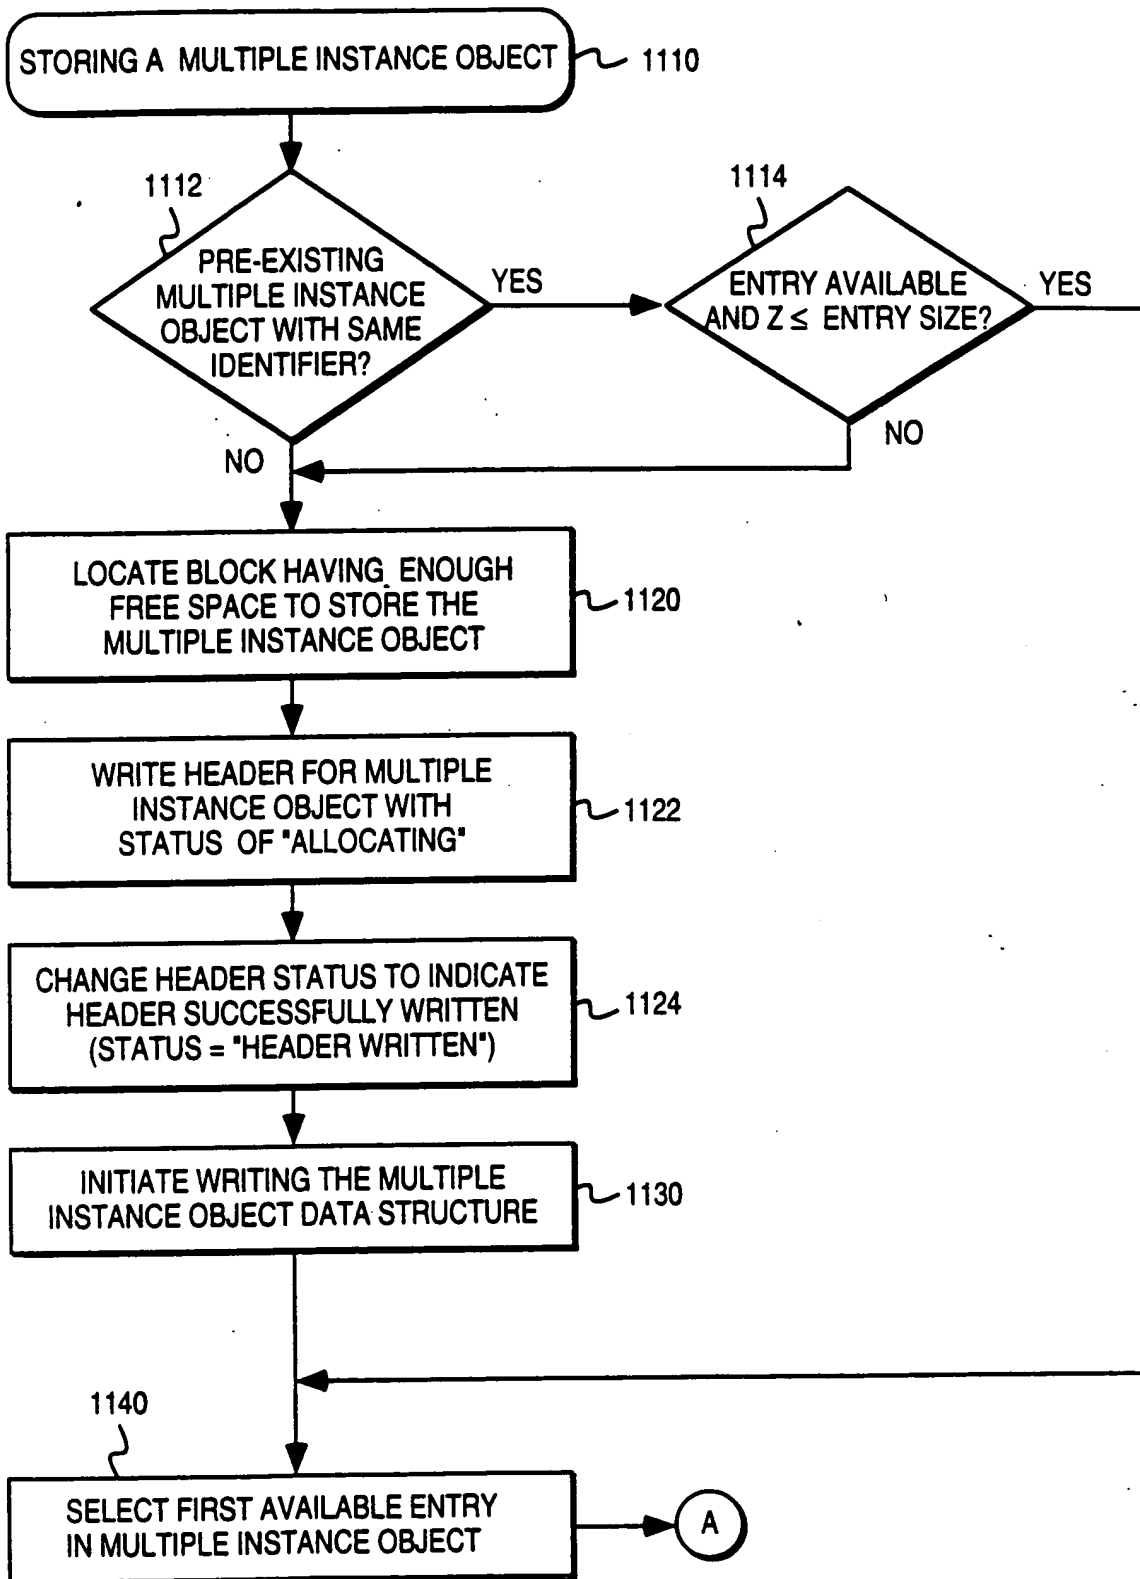 STORING A MULTIPLE INSTANCE OBJECT
1110
1112
PRE-EXISTING
MULTIPLE INSTANCE
OBJECT WITH SAME
IDENTIFIER?
YES
1114
ENTRY AVAILABLE
AND Z ≤ ENTRY SIZE?
YES
NO
NO
LOCATE BLOCK HAVING ENOUGH
FREE SPACE TO STORE THE
MULTIPLE INSTANCE OBJECT
1120
WRITE HEADER FOR MULTIPLE
INSTANCE OBJECT WITH
STATUS OF "ALLOCATING"
1122
CHANGE HEADER STATUS TO INDICATE
HEADER SUCCESSFULLY WRITTEN
(STATUS = "HEADER WRITTEN")
1124
INITIATE WRITING THE MULTIPLE
INSTANCE OBJECT DATA STRUCTURE
1130
1140
SELECT FIRST AVAILABLE ENTRY
IN MULTIPLE INSTANCE OBJECT
A